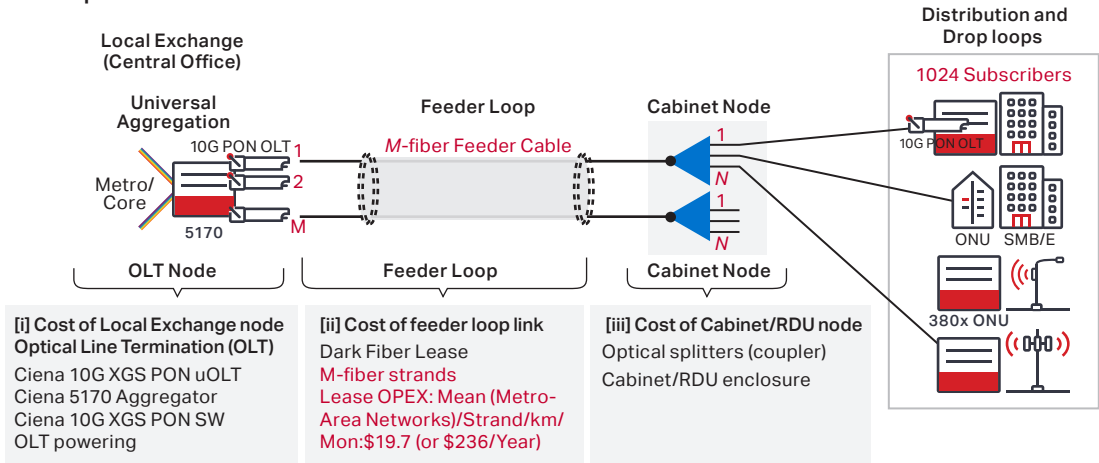 Distribution and
Drop loops
Local Exchange
(Central Office)
1024 Subscribers
Universal
Aggregation
Feeder Loop
Cabinet Node
10G PON OLT
1
M-fiber Feeder Cable
1
10G PON OLT
Metro/
Core
2
N
5170
M
1
N
ONU
SMB/E
OLT Node
Feeder Loop
Cabinet Node
380x ONU
[i] Cost of Local Exchange node
Optical Line Termination (OLT)
Ciena 10G XGS PON uOLT
Ciena 5170 Aggregator
Ciena 10G XGS PON SW
OLT powering
[ii] Cost of feeder loop link
Dark Fiber Lease
M-fiber strands
Lease OPEX: Mean (Metro-
Area Networks)/Strand/km/
Mon:$19.7 (or $236/Year)
[iii] Cost of Cabinet/RDU node
Optical splitters (coupler)
Cabinet/RDU enclosure